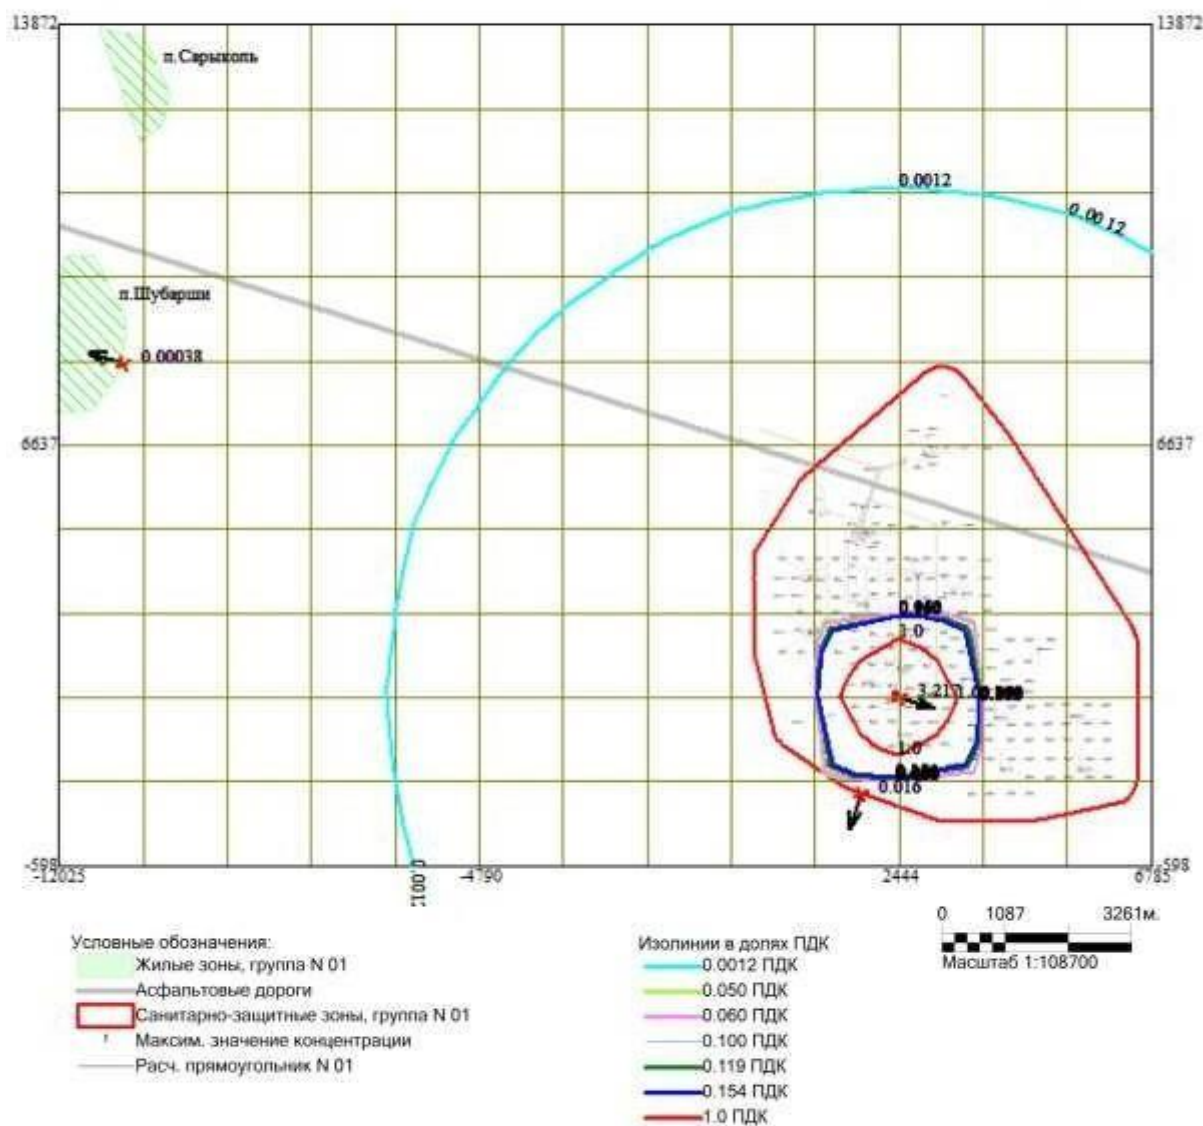 13872
13872
п.Сарыколь
0.0012
0.0012
п.Шубарши
0.00038
6637
6637
1.0
1.0
0.016
-598
-598
-12025
-4790
2444
6785
0
1087
3261м.
Масштаб 1:108700
Условные обозначения:
Жилые зоны, группа N 01
Асфальтовые дороги
Санитарно-защитные зоны, группа N 01
Максим. значение концентрации
Расч. прямоугольник N 01
Изолинии в долях ПДК
0.0012 ПДК
0.050 ПДК
0.060 ПДК
0.100 ПДК
0.119 ПДК
0.154 ПДК
1.0 ПДК